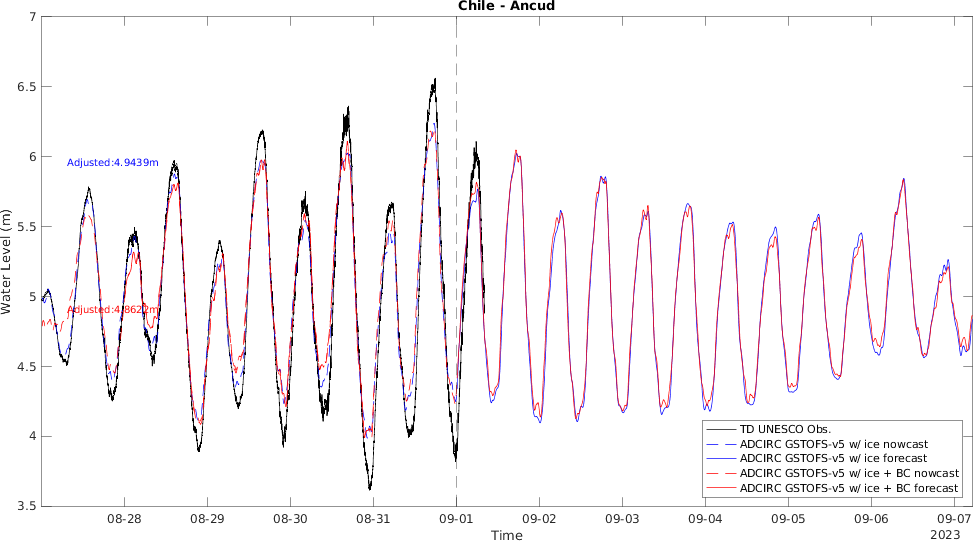 Chile - Ancud
7
6.5
6
5.5
5
4.5
4
3.5
Water Level (m)
Adjusted:4.9439m
Adjusted:4.8622m
TD UNESCO Obs.
ADCIRC GSTOFS-v5 w/ ice nowcast
ADCIRC GSTOFS-v5 w/ ice forecast
ADCIRC GSTOFS-v5 w/ ice + BC nowcast
ADCIRC GSTOFS-v5 w/ ice + BC forecast
08-28 08-29 08-30 08-31 09-01 09-02 09-03 09-04 09-05 09-06 09-07
2023
Time